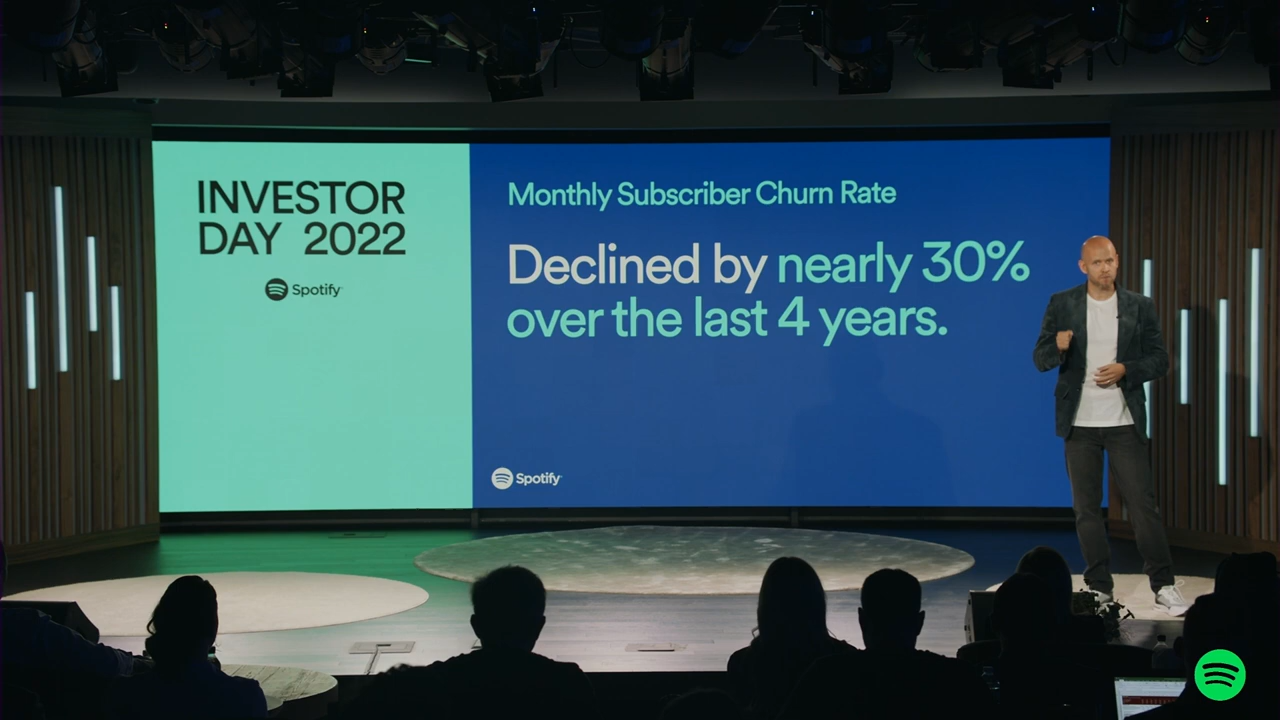 INVESTOR
DAY 2022
Spotify
Monthly Subscriber Churn Rate
Declined by nearly 30%
over the last 4 years.
Spotify